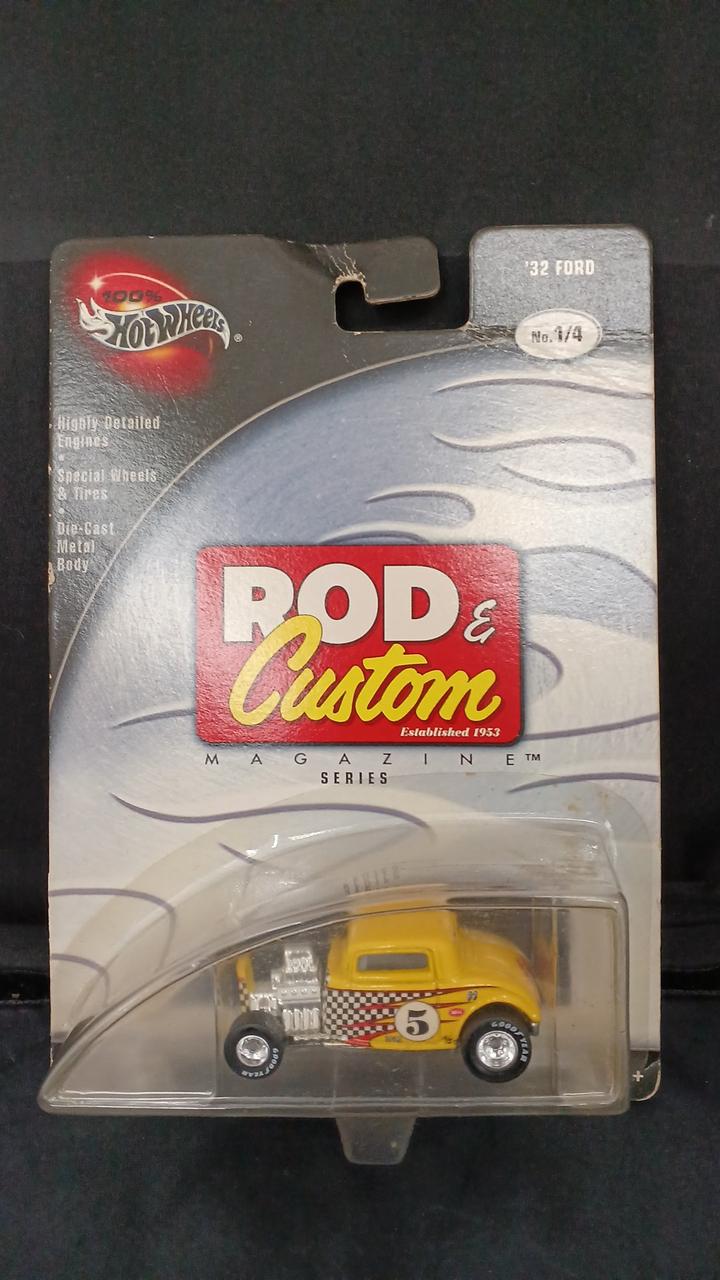 100%
HOT WHEELS®
'32 FORD
No. 1/4
Highly Detailed
Engines
•
Special Wheels
& Tires
•
Die-Cast
Metal
Body
ROD &
Custom
Established 1953
MAGAZINE™
SERIES
5
GOODYEAR
GOODYEAR
+